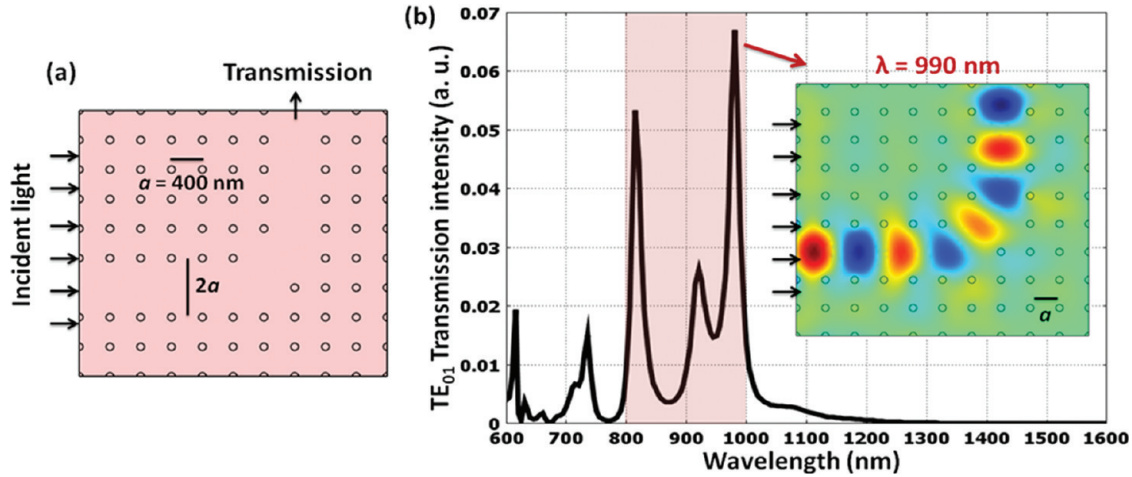 (a)
Transmission
Incident light
a = 400 nm
2a
(b)
TE01 Transmission intensity (a. u.)
0.07
0.06
0.05
0.04
0.03
0.02
0.01
0
λ = 990 nm
a
600 700 800 900 1000 1100 1200 1300 1400 1500 1600
Wavelength (nm)